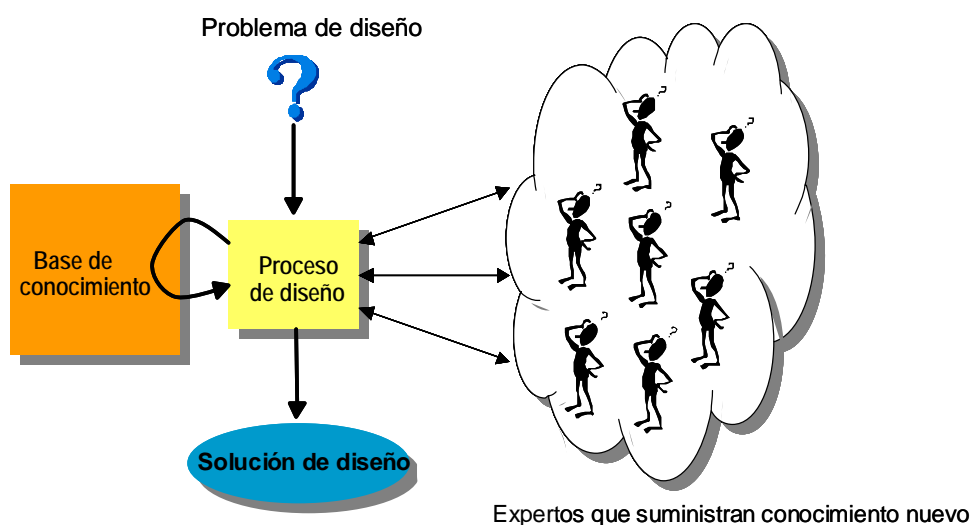 Problema de diseño
Base de
conocimiento
Proceso
de diseño
Solución de diseño
Expertos que suministran conocimiento nuevo